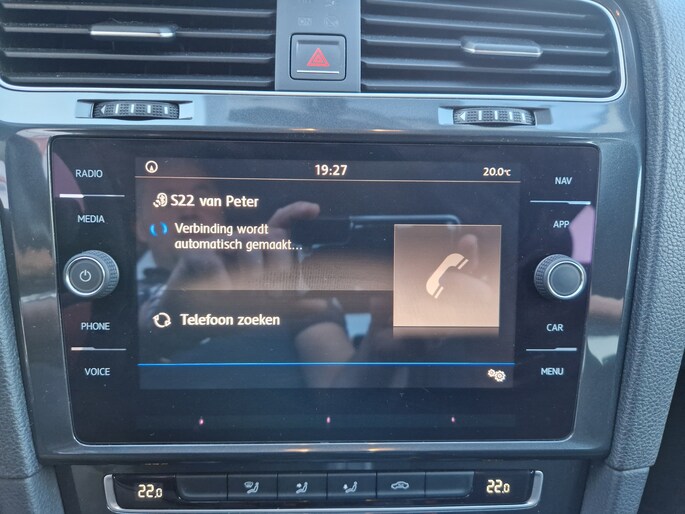 19:27
20.0°C
RADIO
NAV
S22 van Peter
MEDIA
APP
Verbinding wordt
automatisch gemaakt...
PHONE
Telefoon zoeken
CAR
VOICE
MENU
22.0
22.0